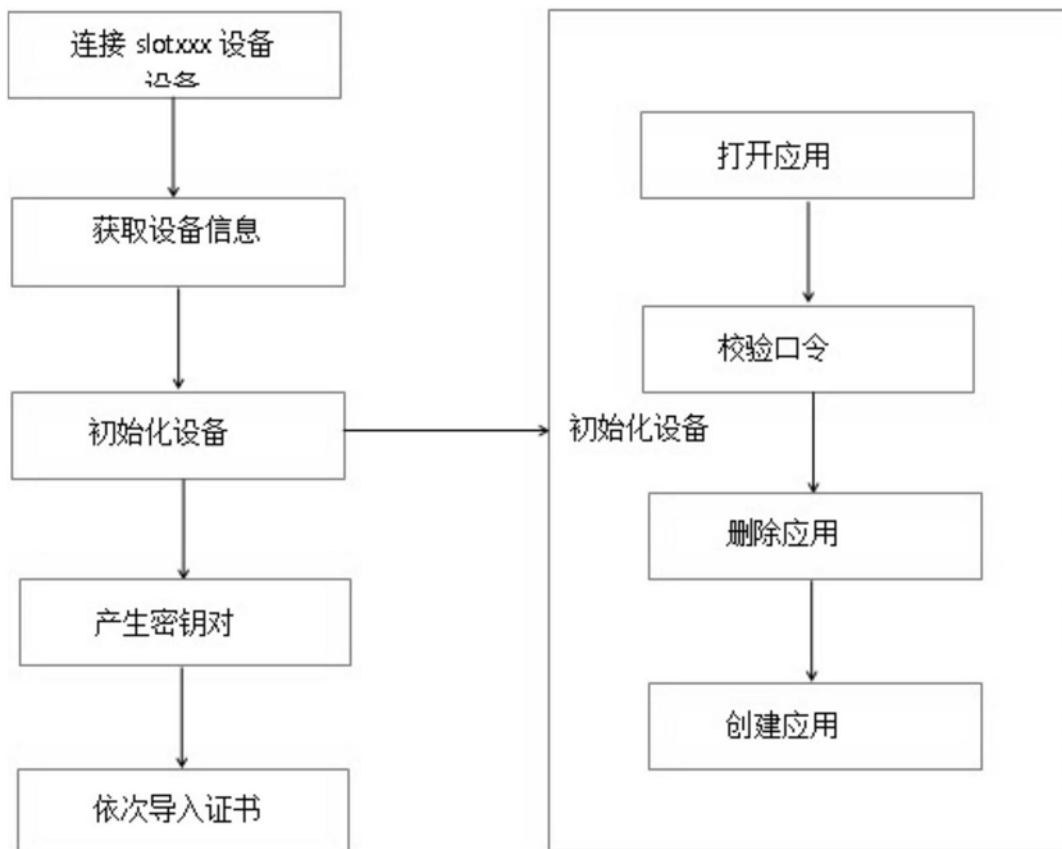 连接 slotxxx 设备
设备
获取设备信息
初始化设备
产生密钥对
依次导入证书
初始化设备
打开应用
校验口令
删除应用
创建应用